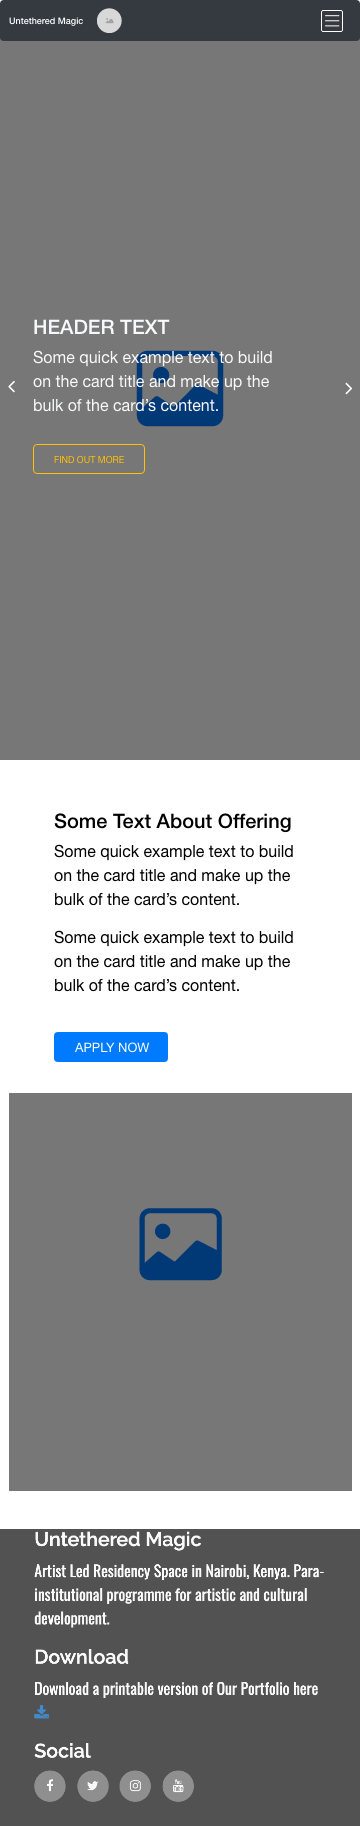 Untethered Magic
HEADER TEXT
Some quick example text to build
on the card title and make up the
bulk of the card’s content.
FIND OUT MORE
Some Text About Offering
Some quick example text to build
on the card title and make up the
bulk of the card’s content.
Some quick example text to build
on the card title and make up the
bulk of the card’s content.
APPLY NOW
Untethered Magic
Artist Led Residency Space in Nairobi, Kenya. Para-
institutional programme for artistic and cultural
development.
Download
Download a printable version of Our Portfolio here
Social